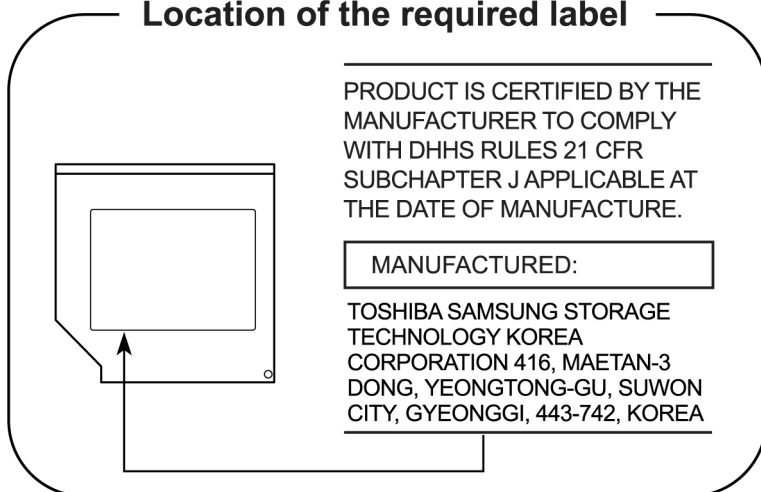 Location of the required label
PRODUCT IS CERTIFIED BY THE
MANUFACTURER TO COMPLY
WITH DHHS RULES 21 CFR
SUBCHAPTER J APPLICABLE AT
THE DATE OF MANUFACTURE.
MANUFACTURED:
TOSHIBA SAMSUNG STORAGE
TECHNOLOGY KOREA
CORPORATION 416, MAETAN-3
DONG, YEONGTONG-GU, SUWON
CITY, GYEONGGI, 443-742, KOREA